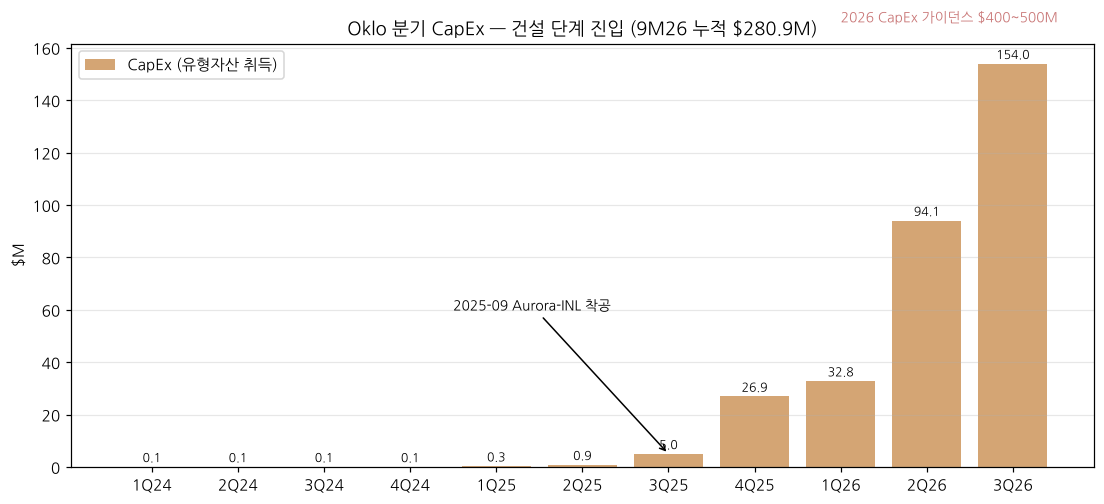 2026 CapEx 가이던스 $400~500M
Oklo 분기 CapEx — 건설 단계 진입 (9M26 누적 $280.9M)
CapEx (유형자산 취득)
$M
160
140
120
100
80
60
40
20
0
2025-09 Aurora-INL 착공
0.1
0.1
0.1
0.1
0.3
0.9
5.0
26.9
32.8
94.1
154.0
1Q24
2Q24
3Q24
4Q24
1Q25
2Q25
3Q25
4Q25
1Q26
2Q26
3Q26